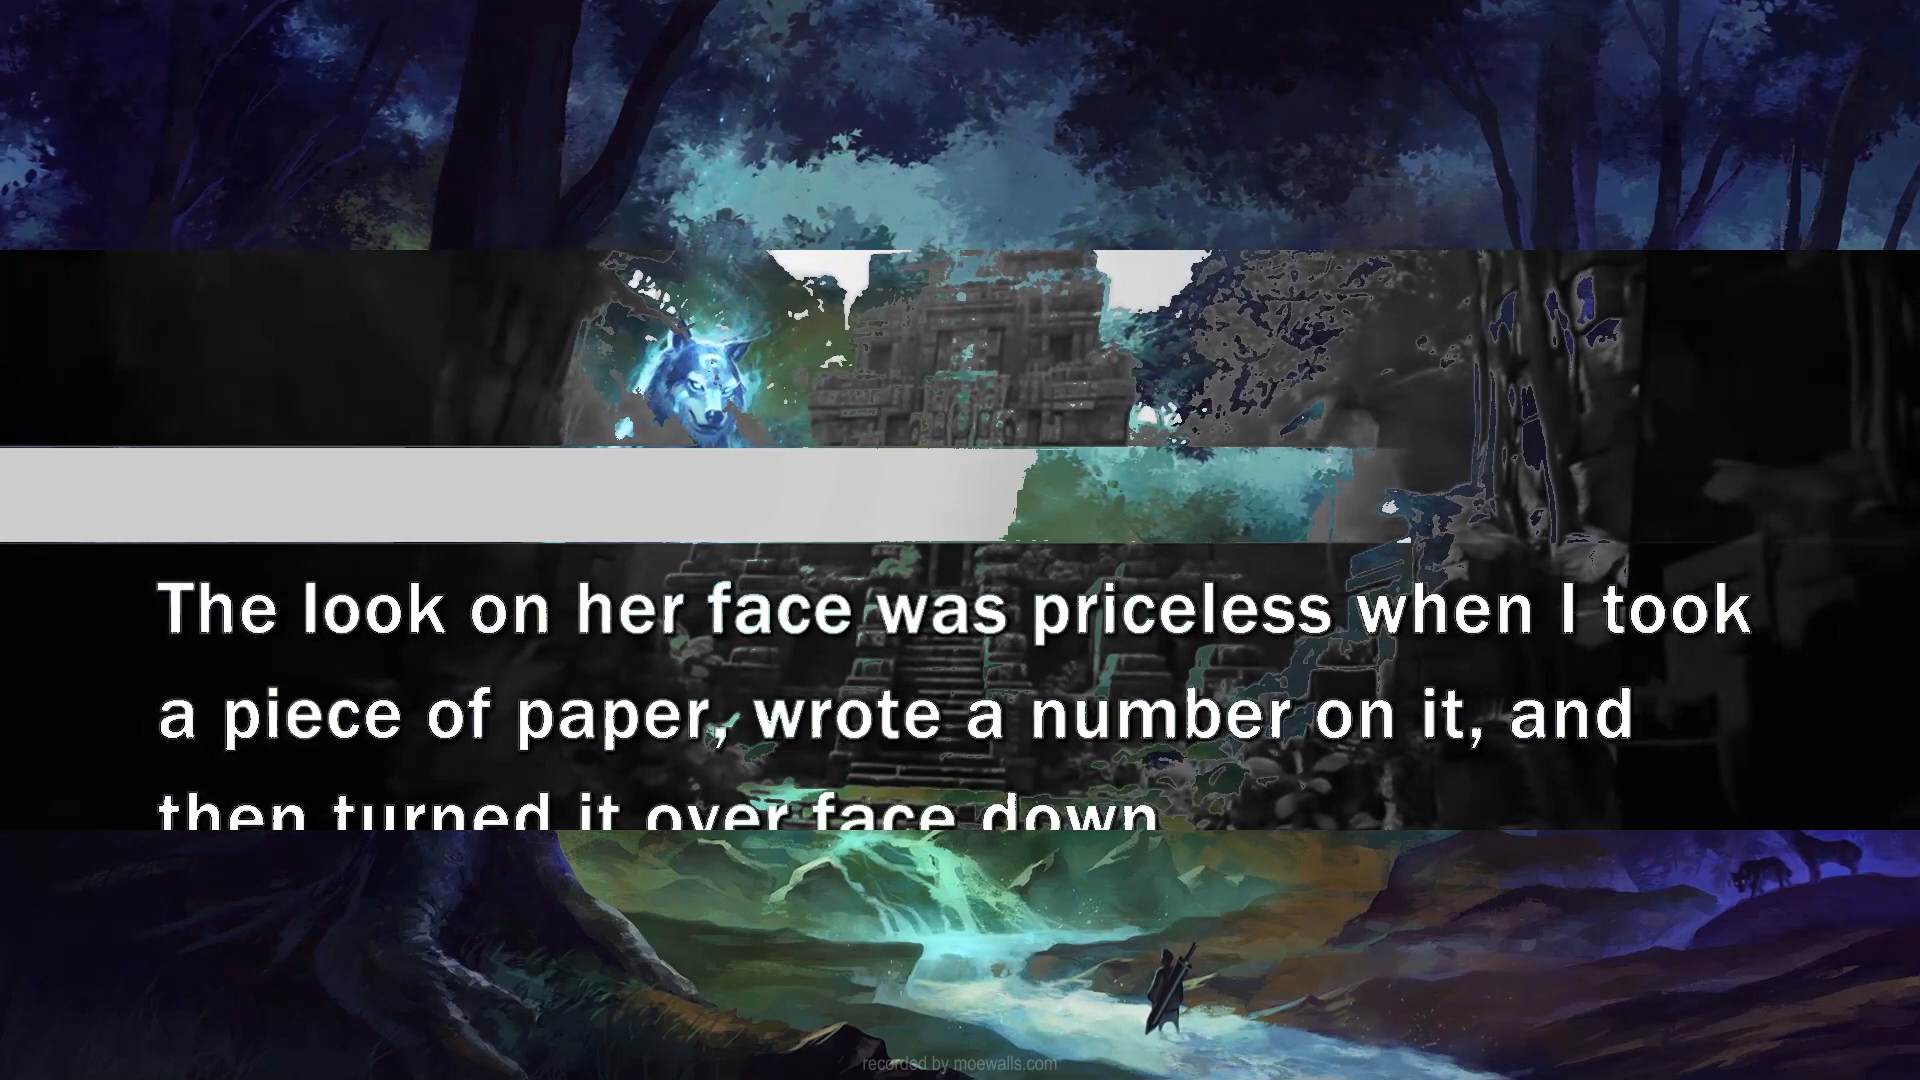 The look on her face was priceless when I took
a piece of paper, wrote a number on it, and
then turned it over face down
recorded by moewalls.com